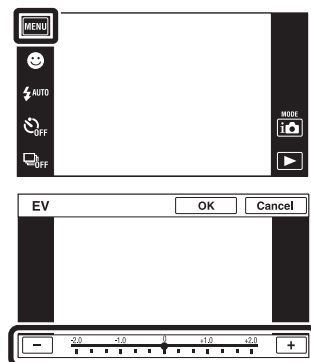 MENU
AUTO
OFF
OFF
MODE
i
EV OK Cancel
− -2.0 -1.0 0 +1.0 +2.0 +